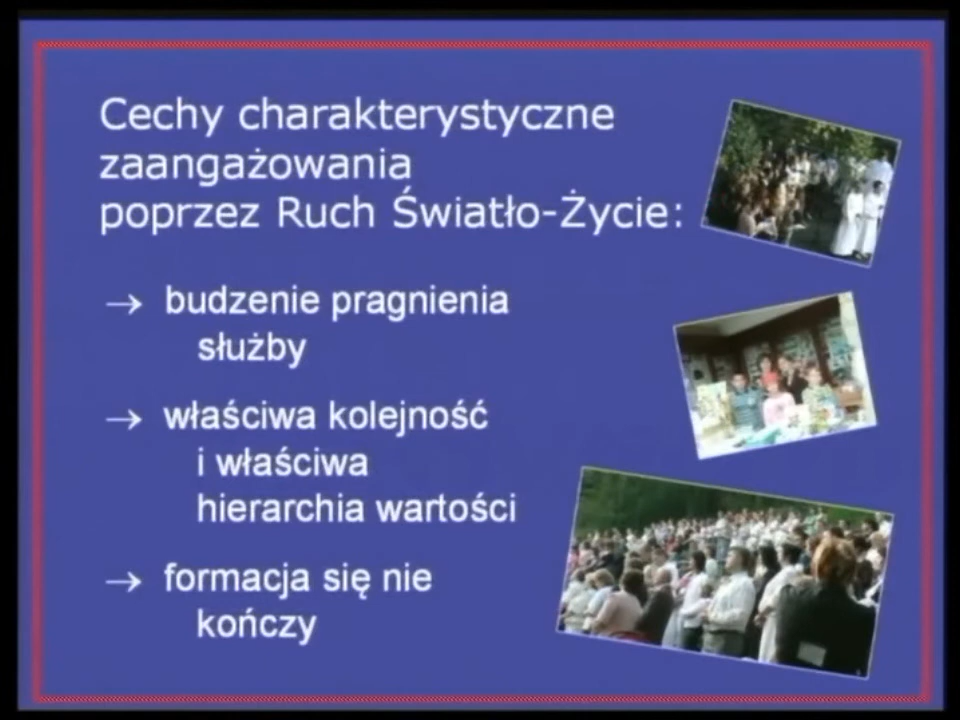 Cechy charakterystyczne
zaangażowania
poprzez Ruch Światło-Życie:
→ budzenie pragnienia
służby
→ właściwa kolejność
i właściwa
hierarchia wartości
→ formacja się nie
kończy